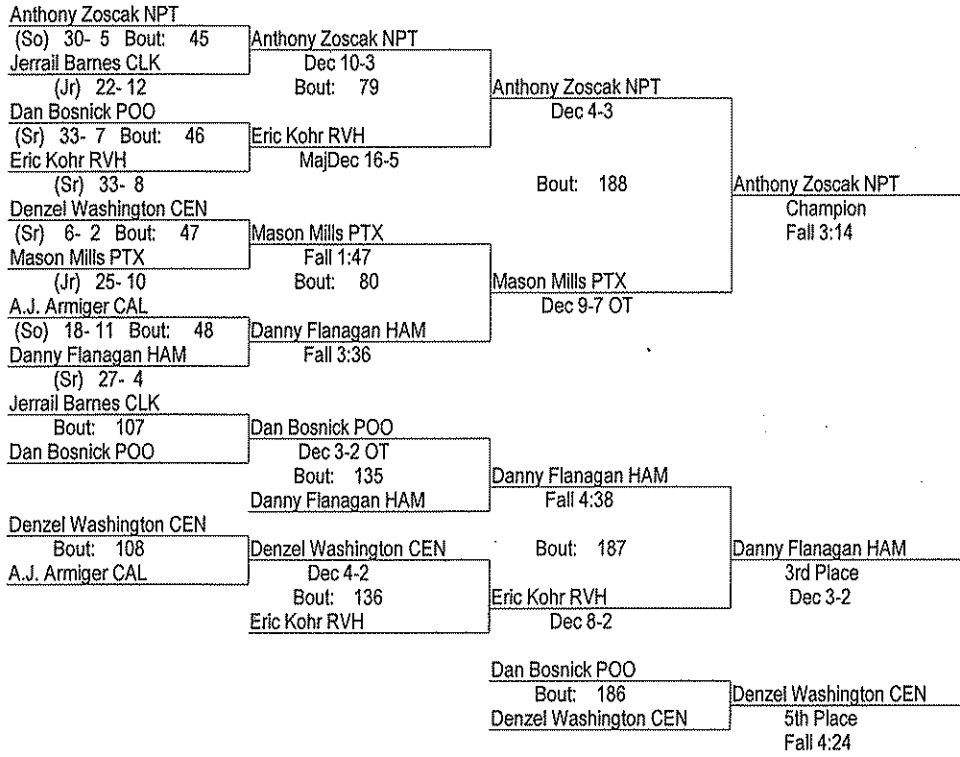 Anthony Zoscak NPT
(So) 30- 5 Bout: 45
Jerrail Barnes CLK
(Jr) 22- 12
Dan Bosnick POO
(Sr) 33- 7 Bout: 46
Eric Kohr RVH
(Sr) 33- 8
Denzel Washington CEN
(Sr) 6- 2 Bout: 47
Mason Mills PTX
(Jr) 25- 10
A.J. Armiger CAL
(So) 18- 11 Bout: 48
Danny Flanagan HAM
(Sr) 27- 4
Anthony Zoscak NPT
Dec 10-3
Bout: 79
Eric Kohr RVH
MajDec 16-5
Mason Mills PTX
Fall 1:47
Bout: 80
Danny Flanagan HAM
Fall 3:36
Anthony Zoscak NPT
Dec 4-3
Bout: 188
Mason Mills PTX
Dec 9-7 OT
Anthony Zoscak NPT
Champion
Fall 3:14
Jerrail Barnes CLK
Bout: 107
Dan Bosnick POO
Denzel Washington CEN
Bout: 108
A.J. Armiger CAL
Dan Bosnick POO
Dec 3-2 OT
Bout: 135
Danny Flanagan HAM
Denzel Washington CEN
Dec 4-2
Bout: 136
Eric Kohr RVH
Danny Flanagan HAM
Fall 4:38
Bout: 187
Eric Kohr RVH
Dec 8-2
Danny Flanagan HAM
3rd Place
Dec 3-2
Dan Bosnick POO
Bout: 186
Denzel Washington CEN
Denzel Washington CEN
5th Place
Fall 4:24